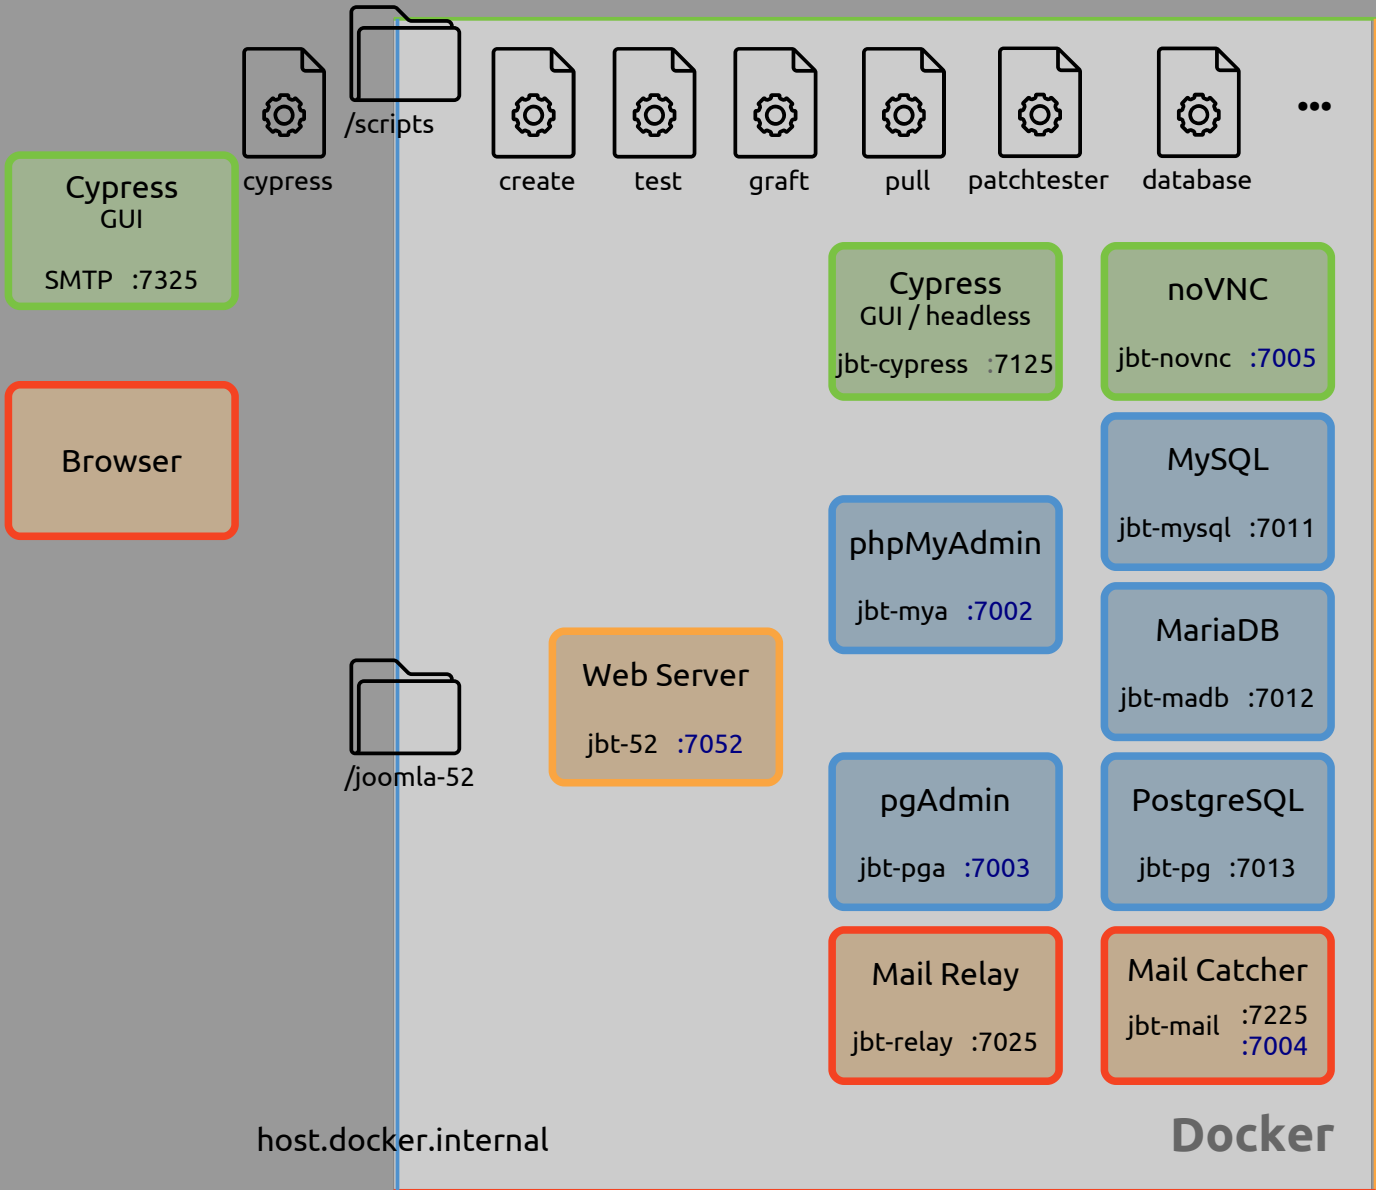 /scripts
cypress
create
test
graft
pull
patchtester
database
...
Cypress
GUI
SMTP :7325
Browser
Cypress
GUI / headless
jbt-cypress :7125
noVNC
jbt-novnc :7005
MySQL
jbt-mysql :7011
phpMyAdmin
jbt-mya :7002
MariaDB
jbt-madb :7012
Web Server
jbt-52 :7052
/joomla-52
pgAdmin
jbt-pga :7003
PostgreSQL
jbt-pg :7013
Mail Relay
jbt-relay :7025
Mail Catcher
jbt-mail :7225
:7004
host.docker.internal
Docker